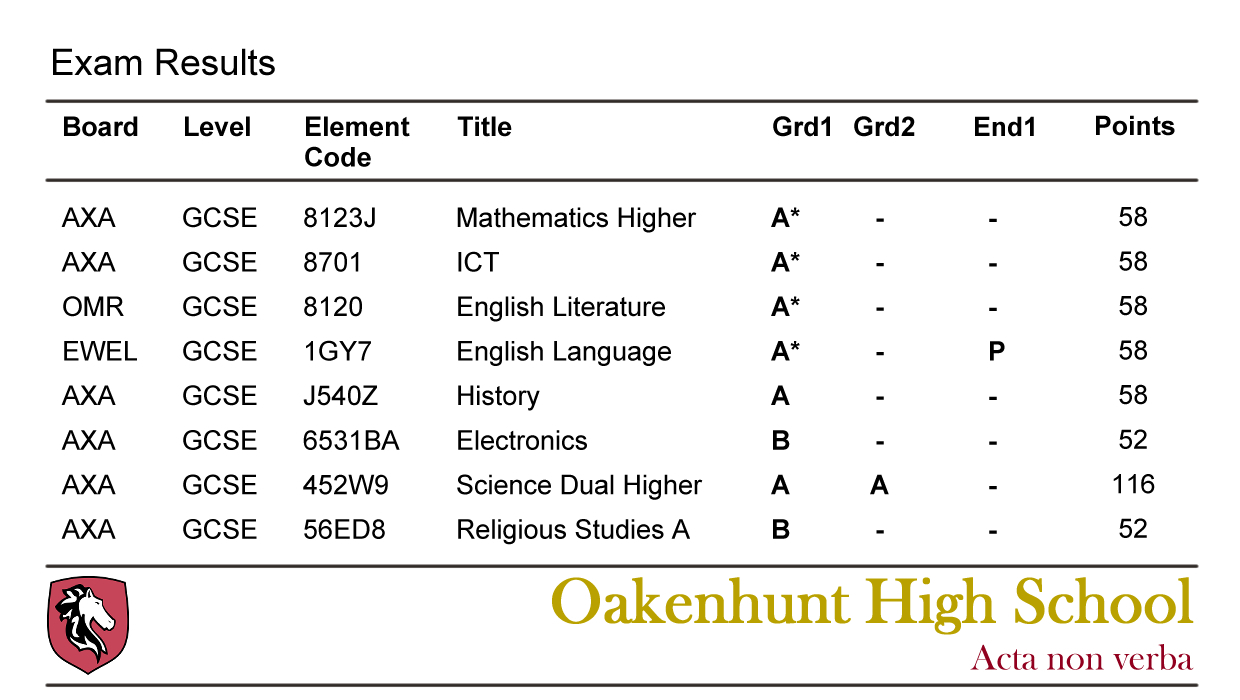 Exam Results
Board Level Element Code Title Grd1 Grd2 End1 Points
AXA GCSE 8123J Mathematics Higher A* - - 58
AXA GCSE 8701 ICT A* - - 58
OMR GCSE 8120 English Literature A* - - 58
EWEL GCSE 1GY7 English Language A* - P 58
AXA GCSE J540Z History A - - 58
AXA GCSE 6531BA Electronics B - - 52
AXA GCSE 452W9 Science Dual Higher A A - 116
AXA GCSE 56ED8 Religious Studies A B - - 52
Oakenhunt High School
Acta non verba